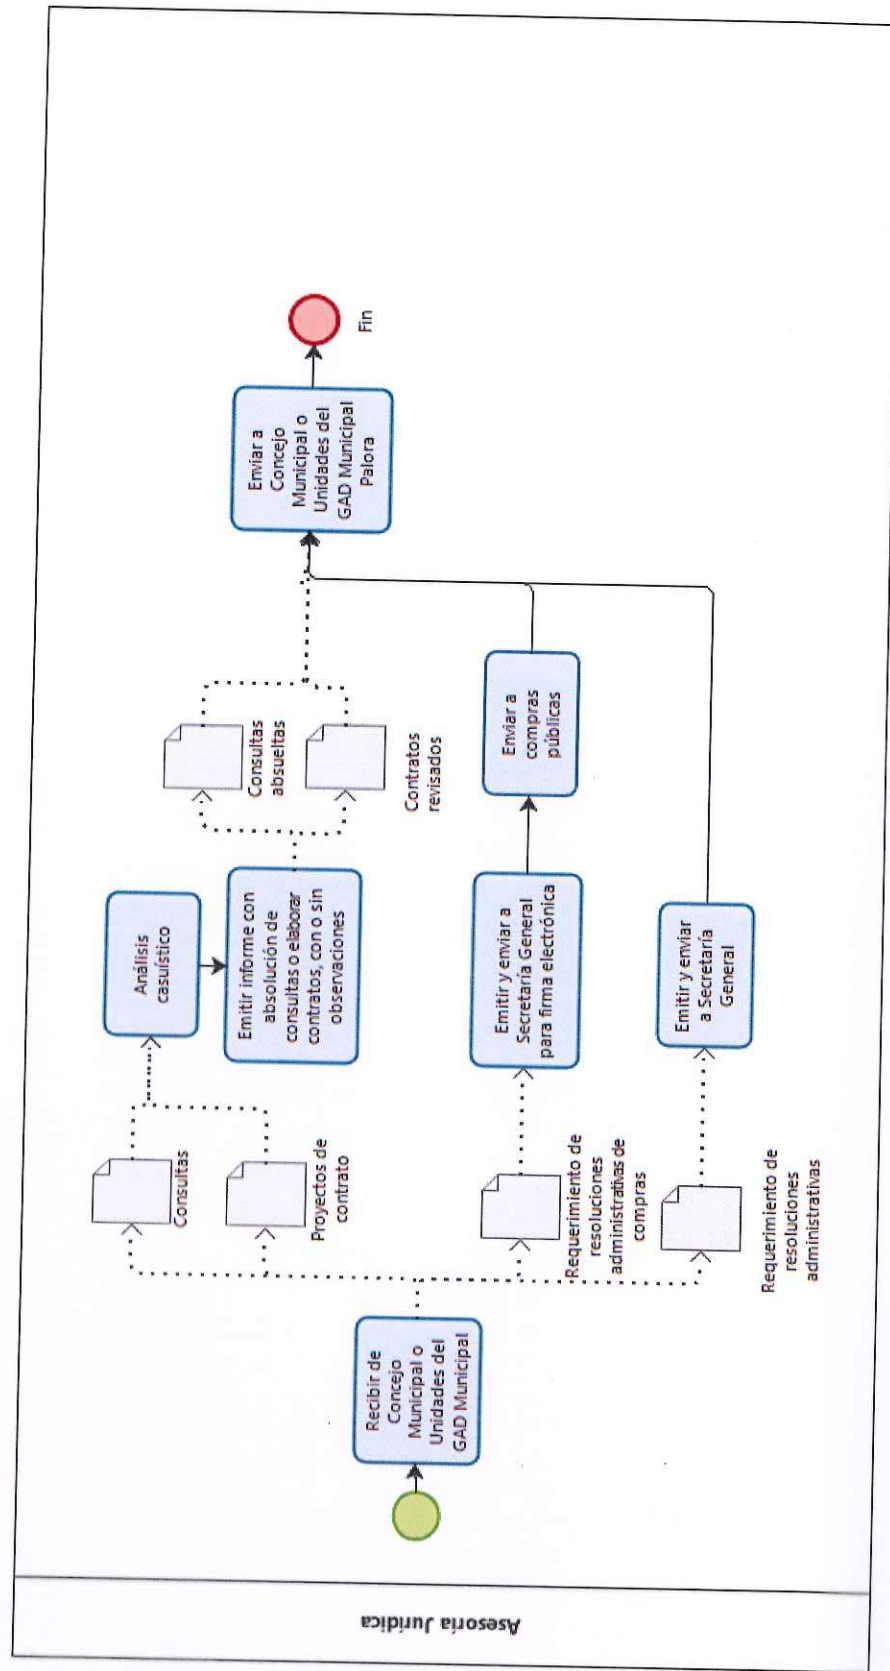 Asesoría Jurídica
Recibir de
Concejo
Municipal o
Unidades del
GAD Municipal
Consultas
Proyectos de
contrato
Requerimiento de
resoluciones
administrativas de
compras
Requerimiento de
resoluciones
administrativas
Análisis
casuístico
Emitir informe con
absolución de
consultas o elaborar
contratos, con o sin
observaciones
Emitir y enviar a
Secretaría General
para firma electrónica
Emitir y enviar
a Secretaría
General
Consultas
absueltas
Contratos
revisados
Enviar a
compras
públicas
Enviar a
Concejo
Municipal o
Unidades del
GAD Municipal
Palora
Fin